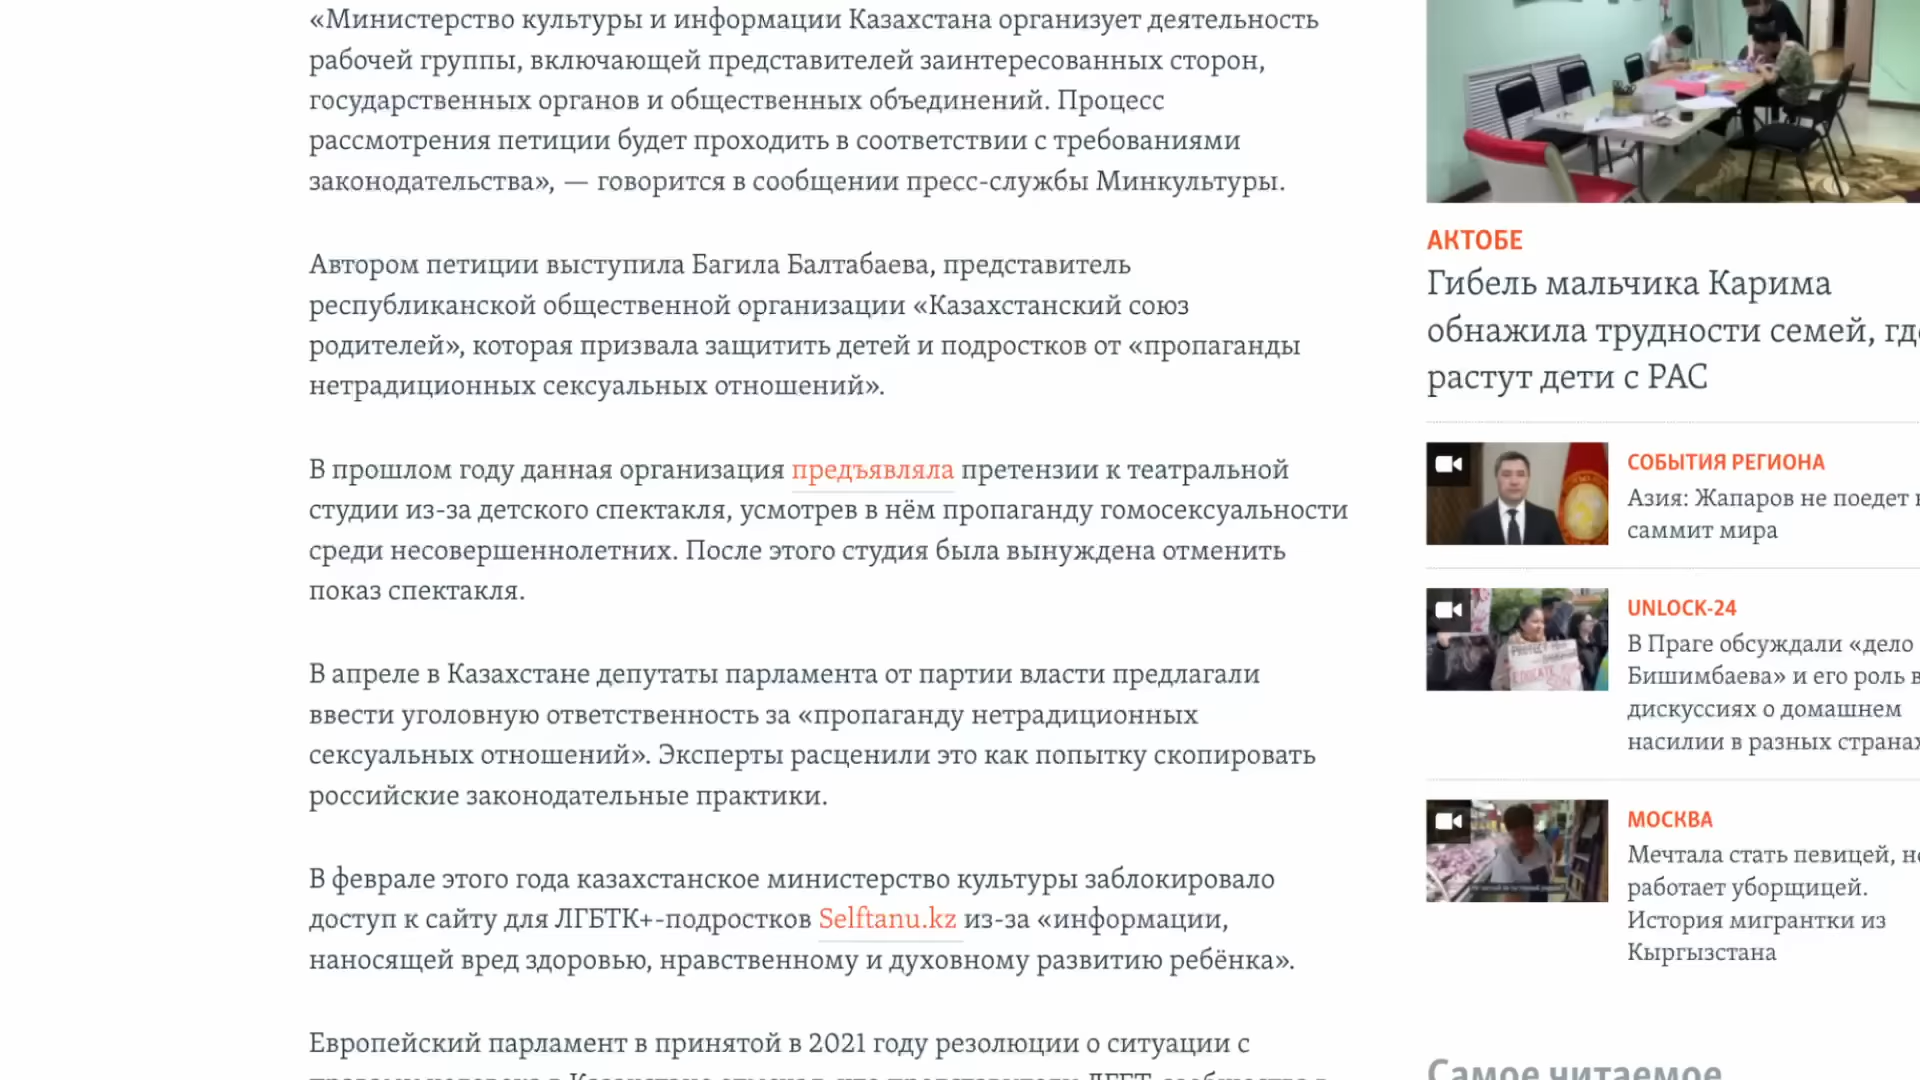 «Министерство культуры и информации Казахстана организует деятельность
рабочей группы, включающей представителей заинтересованных сторон,
государственных органов и общественных объединений. Процесс
рассмотрения петиции будет проходить в соответствии с требованиями
законодательства», — говорится в сообщении пресс-службы Минкультуры.
Автором петиции выступила Багила Балтабаева, представитель
республиканской общественной организации «Казахстанский союз
родителей», которая призвала защитить детей и подростков от «пропаганды
нетрадиционных сексуальных отношений».
В прошлом году данная организация предъявляла претензии к театральной
студии из-за детского спектакля, усмотрев в нём пропаганду гомосексуальности
среди несовершеннолетних. После этого студия была вынуждена отменить
показ спектакля.
В апреле в Казахстане депутаты парламента от партии власти предлагали
ввести уголовную ответственность за «пропаганду нетрадиционных
сексуальных отношений». Эксперты расценили это как попытку скопировать
российские законодательные практики.
В феврале этого года казахстанское министерство культуры заблокировало
доступ к сайту для ЛГБТК+-подростков Selftanu.kz из-за «информации,
наносящей вред здоровью, нравственному и духовному развитию ребёнка».
Европейский парламент в принятой в 2021 году резолюции о ситуации с
АКТОБЕ
Гибель мальчика Карима
обнажила трудности семей, где
растут дети с РАС
СОБЫТИЯ РЕГИОНА
Азия: Жапаров не поедет
саммит мира
UNLOCK-24
В Праге обсуждали «дело
Бишимбаева» и его роль в
дискуссиях о домашнем
насилии в разных странах
МОСКВА
Мечтала стать певицей,
работает уборщицей.
История мигрантки из
Кыргызстана
Самое читаемое